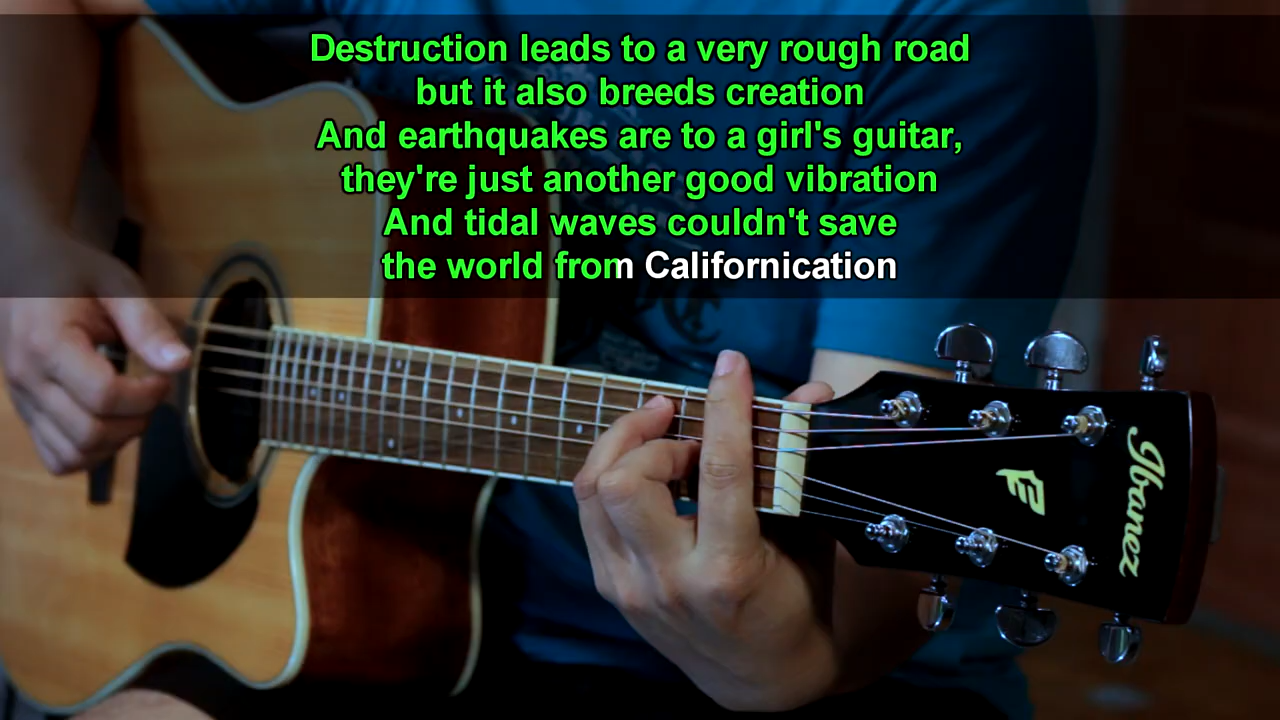 Destruction leads to a very rough road
but it also breeds creation
And earthquakes are to a girl's guitar,
they're just another good vibration
And tidal waves couldn't save
the world from Californication
Ibanez